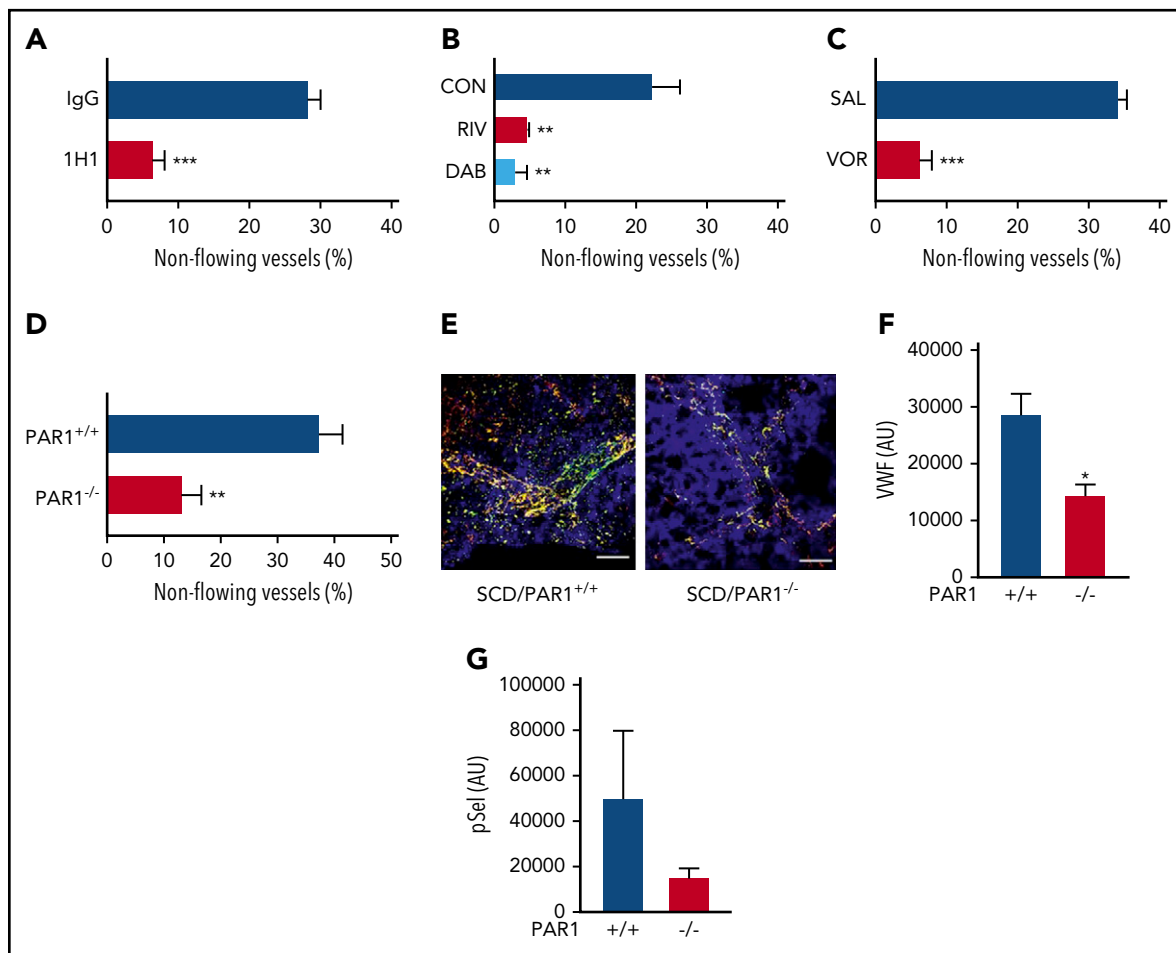 A
IgG
1H1
***
0 10 20 30 40
Non-flowing vessels (%)
B
CON
RIV
**
DAB
**
0 10 20 30 40
Non-flowing vessels (%)
C
SAL
VOR
***
0 10 20 30 40
Non-flowing vessels (%)
D
PAR1+/+
PAR1-/-
**
0 10 20 30 40 50
Non-flowing vessels (%)
E
SCD/PAR1+/+
SCD/PAR1-/-
F
40000
30000
20000
10000
0
VWF (AU)
*
PAR1 +/+ -/-
G
100000
80000
60000
40000
20000
0
pSel (AU)
PAR1 +/+ -/-